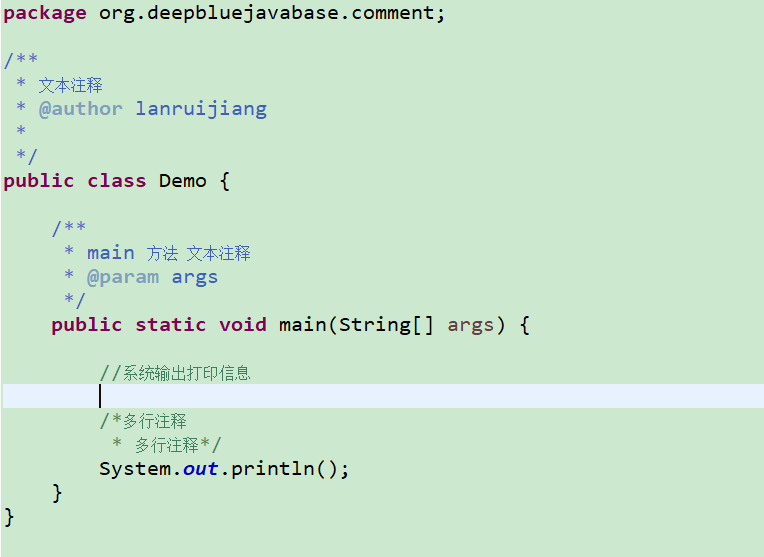 package org.deepbluejavabase.comment;
/**
 * 文本注释
 * @author lanruijiang
 *
 */
public class Demo {
    /**
     * main 方法 文本注释
     * @param args
     */
    public static void main(String[] args) {
        //系统输出打印信息
        /*多行注释
         * 多行注释*/
        System.out.println();
    }
}